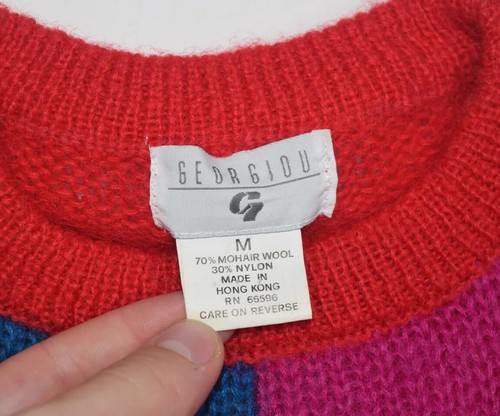 GEORGIOU
G
M
70% MOHAIR WOOL
30% NYLON
MADE IN
HONG KONG
RN 66596
CARE ON REVERSE